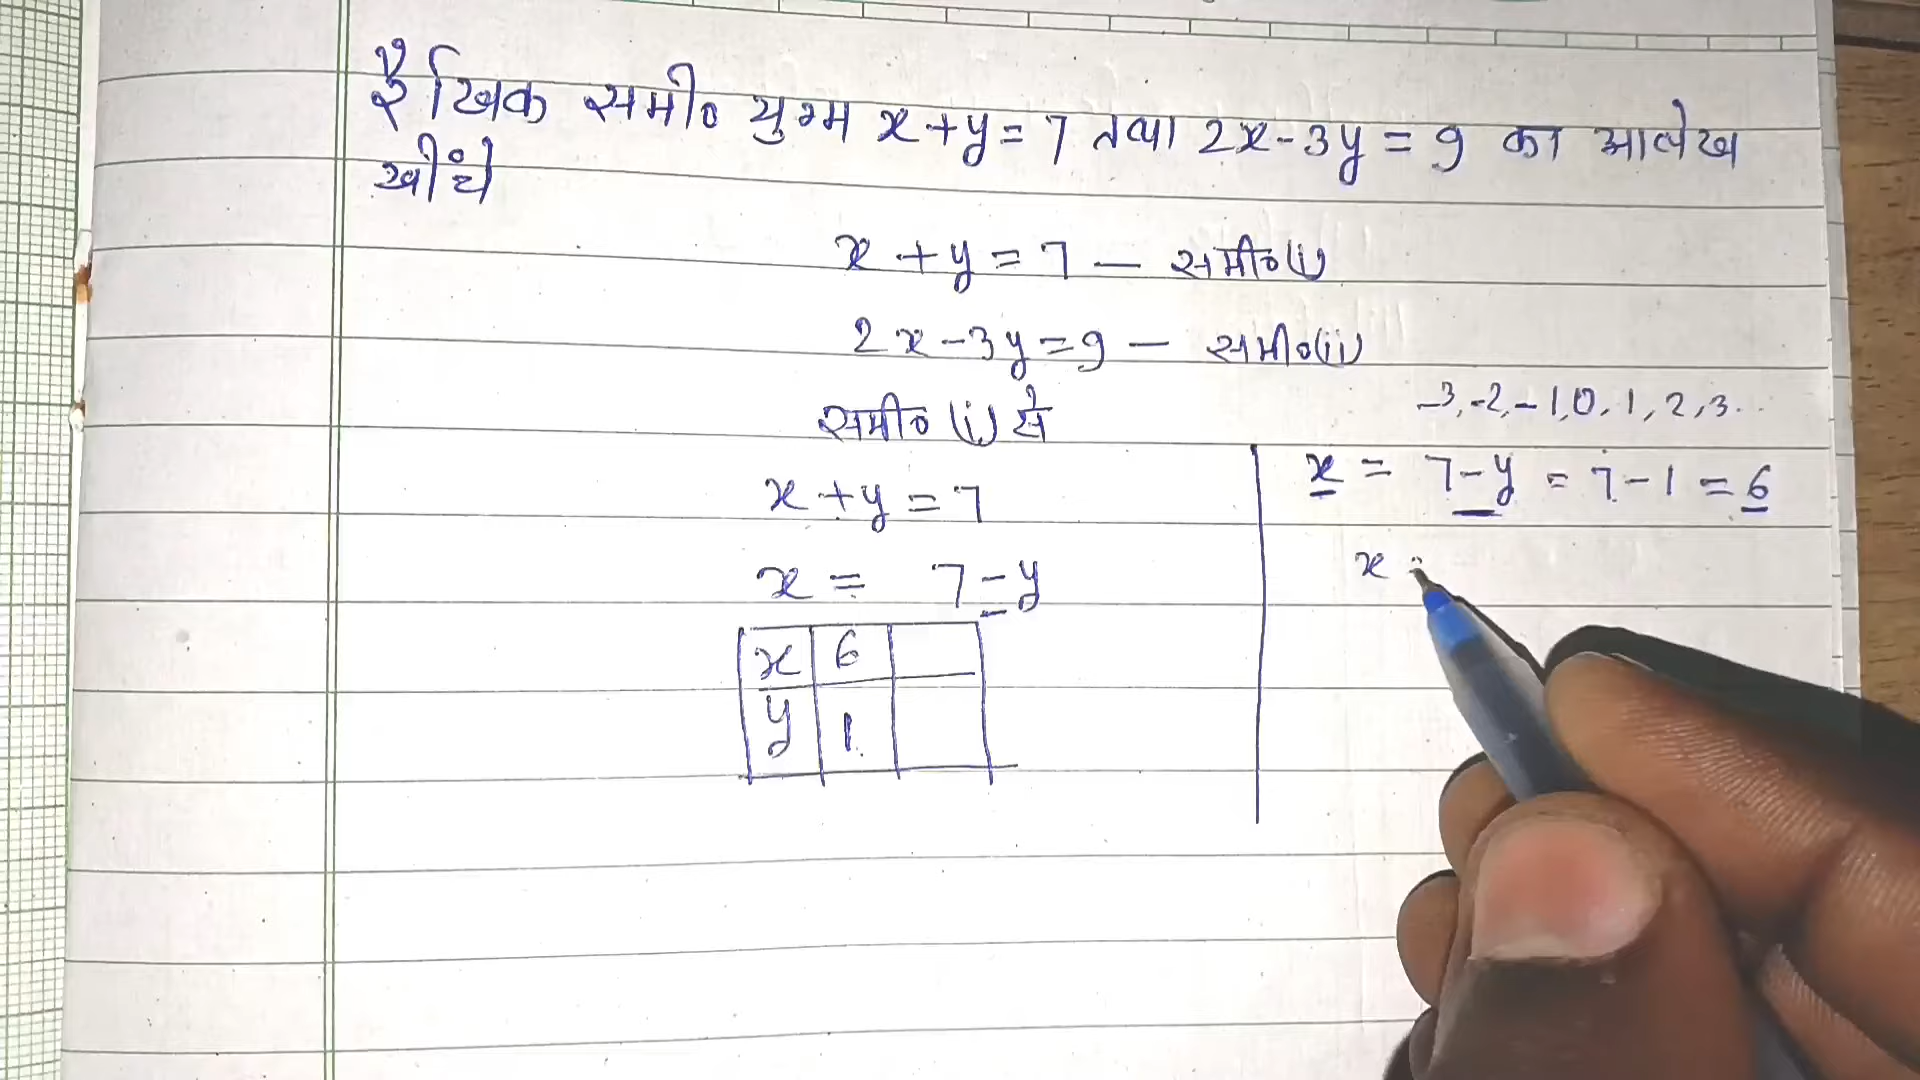 रैखिक समी० युग्म x+y=7 तथा 2x-3y=9 का आलेख
खींचो
x+y=7 — समी०(i)
2x-3y=9 — समी०(ii)
-3,-2,-1,0,1,2,3..
समी० (i) से
x+y=7
x = 7-y
x 6
y 1
x = 7-y = 7-1 = 6
x =